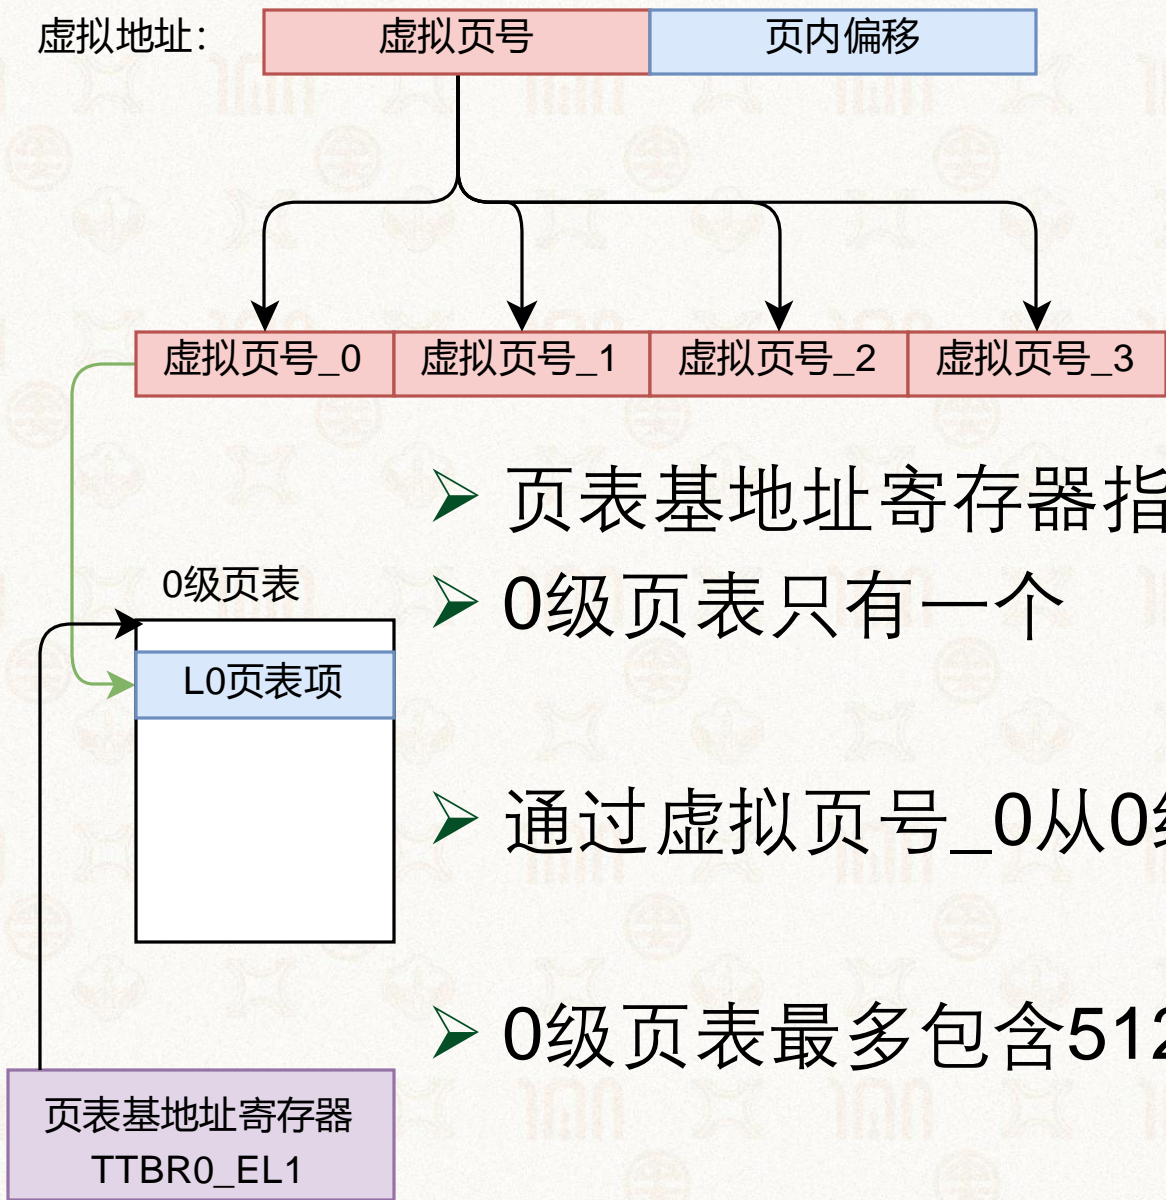 虚拟地址：
虚拟页号
页内偏移
虚拟页号_0
虚拟页号_1
虚拟页号_2
虚拟页号_3
页表基地址寄存器指
0级页表
0级页表只有一个
L0页表项
通过虚拟页号_0从0级
0级页表最多包含512
页表基地址寄存器
TTBR0_EL1